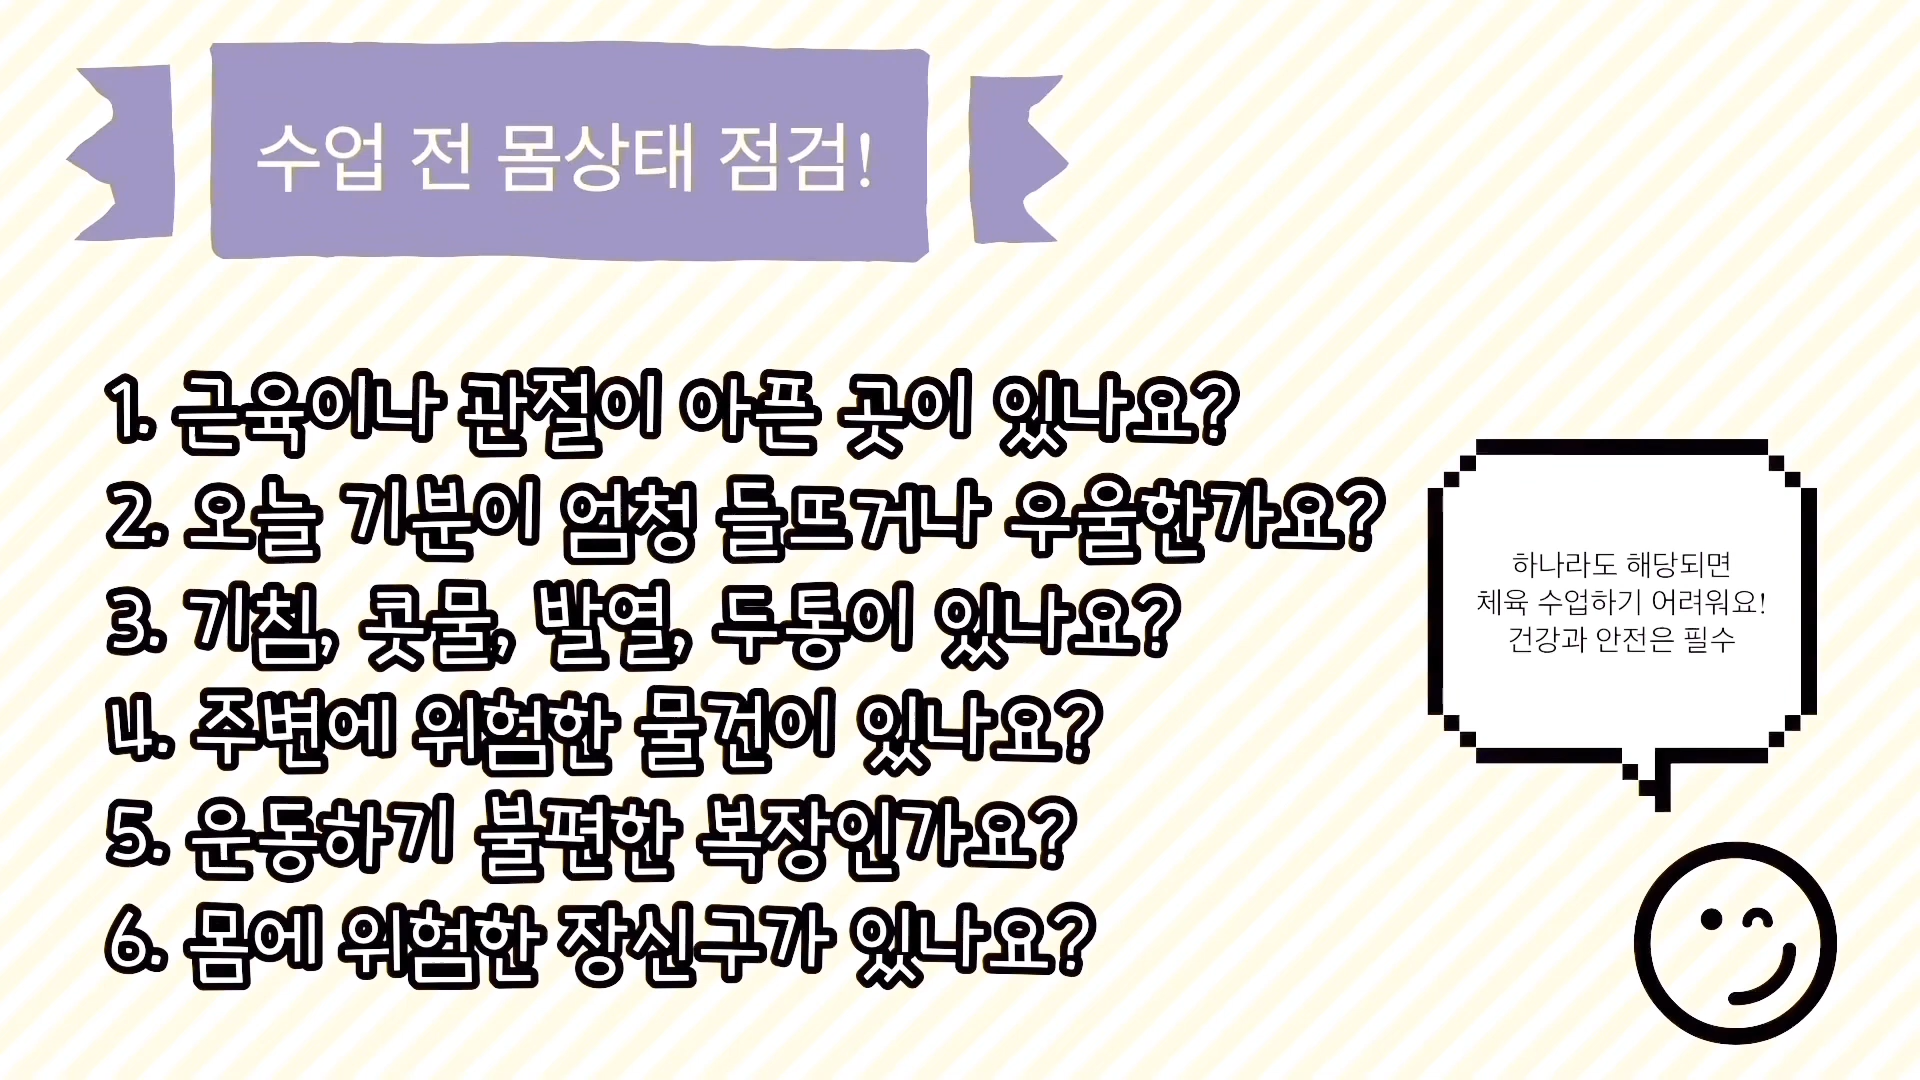 수업 전 몸상태 점검!
1. 근육이나 관절이 아픈 곳이 있나요?
2. 오늘 기분이 엄청 들뜨거나 우울한가요?
3. 기침, 콧물, 발열, 두통이 있나요?
4. 주변에 위험한 물건이 있나요?
5. 운동하기 불편한 복장인가요?
6. 몸에 위험한 장신구가 있나요?
하나라도 해당되면
체육 수업하기 어려워요!
건강과 안전은 필수